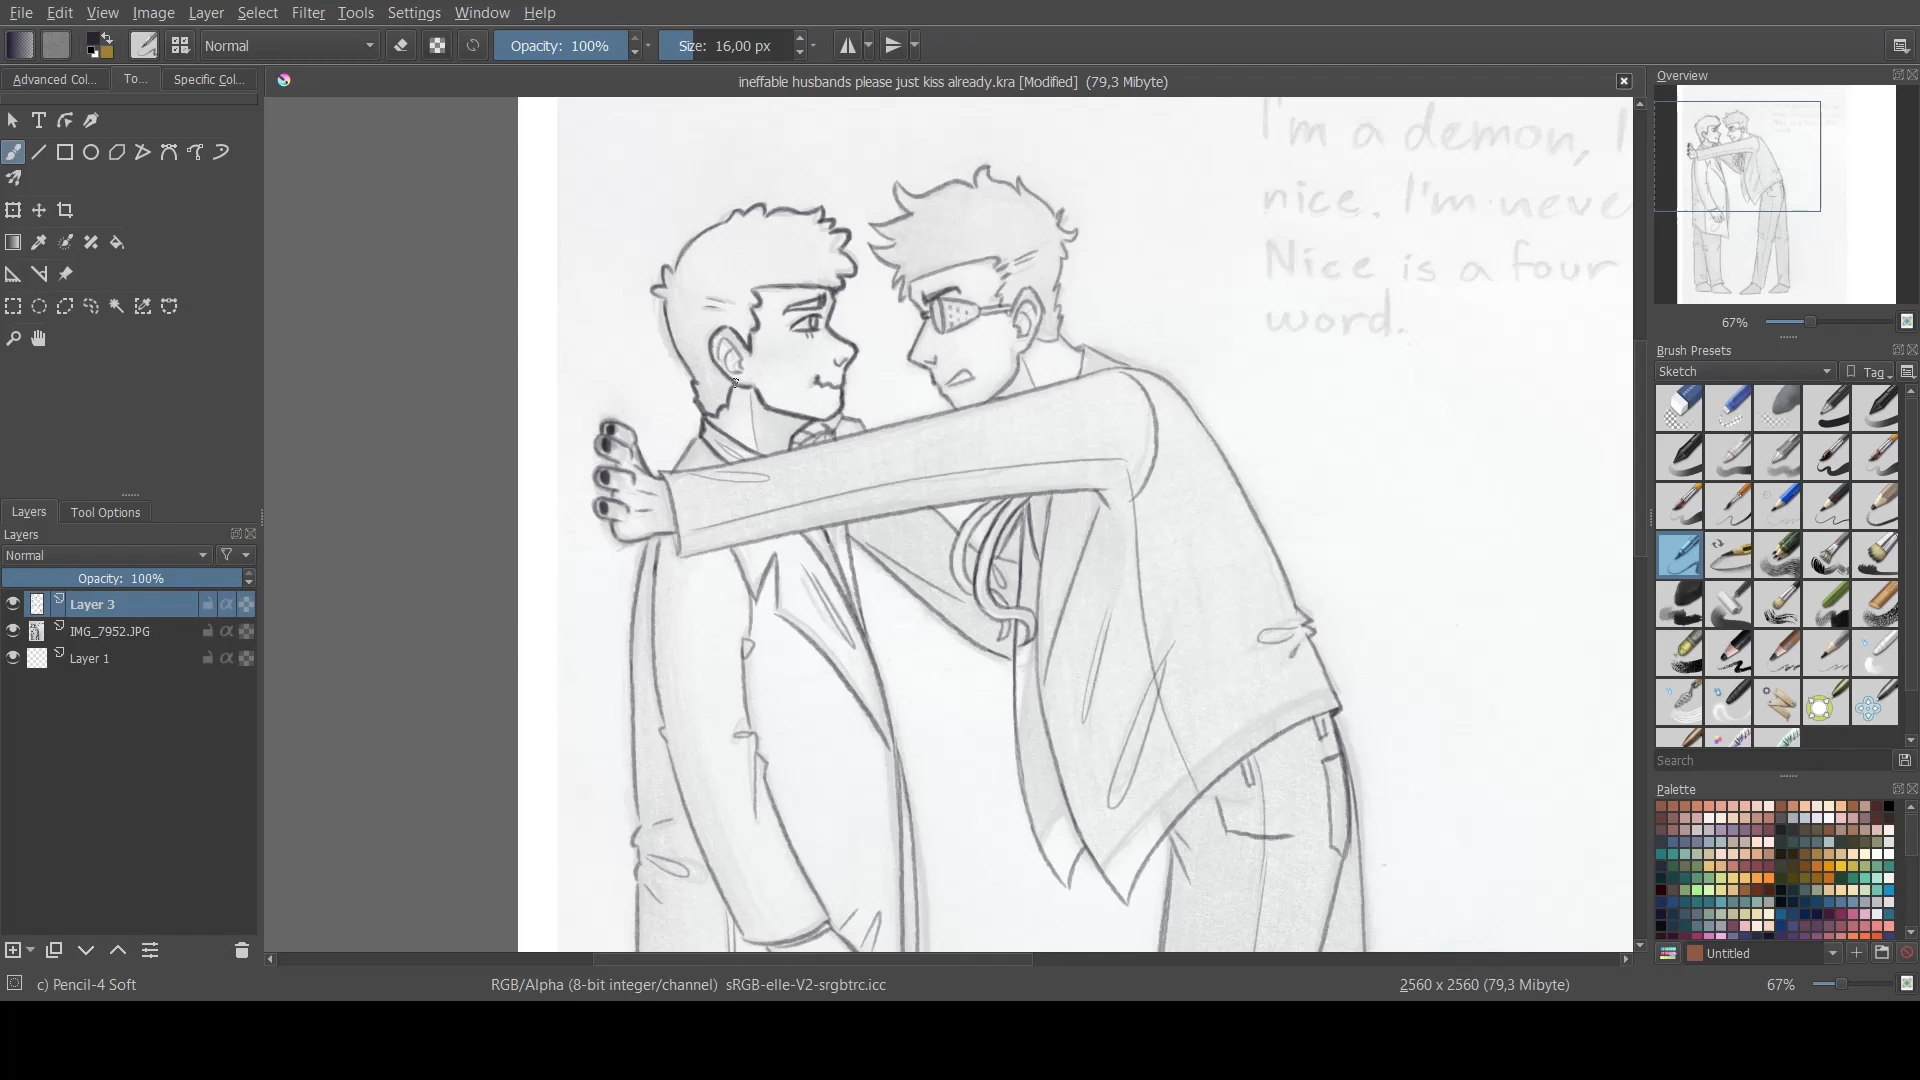 File Edit View Image Layer Select Filter Tools Settings Window Help
Normal Opacity: 100% Size: 16,00 px
Advanced Col... To... Specific Col...
ineffable husbands please just kiss already.kra [Modified] (79,3 Mibyte)
Overview
I'm a demon, I
nice. I'm neve
Nice is a four
word.
67%
Brush Presets
Sketch Tag
Layers Tool Options
Layers
Normal
Opacity: 100%
Layer 3
IMG_7952.JPG
Layer 1
Search
Palette
Untitled
c) Pencil-4 Soft RGB/Alpha (8-bit integer/channel) sRGB-elle-V2-srgbtrc.icc 2560 x 2560 (79,3 Mibyte) 67%